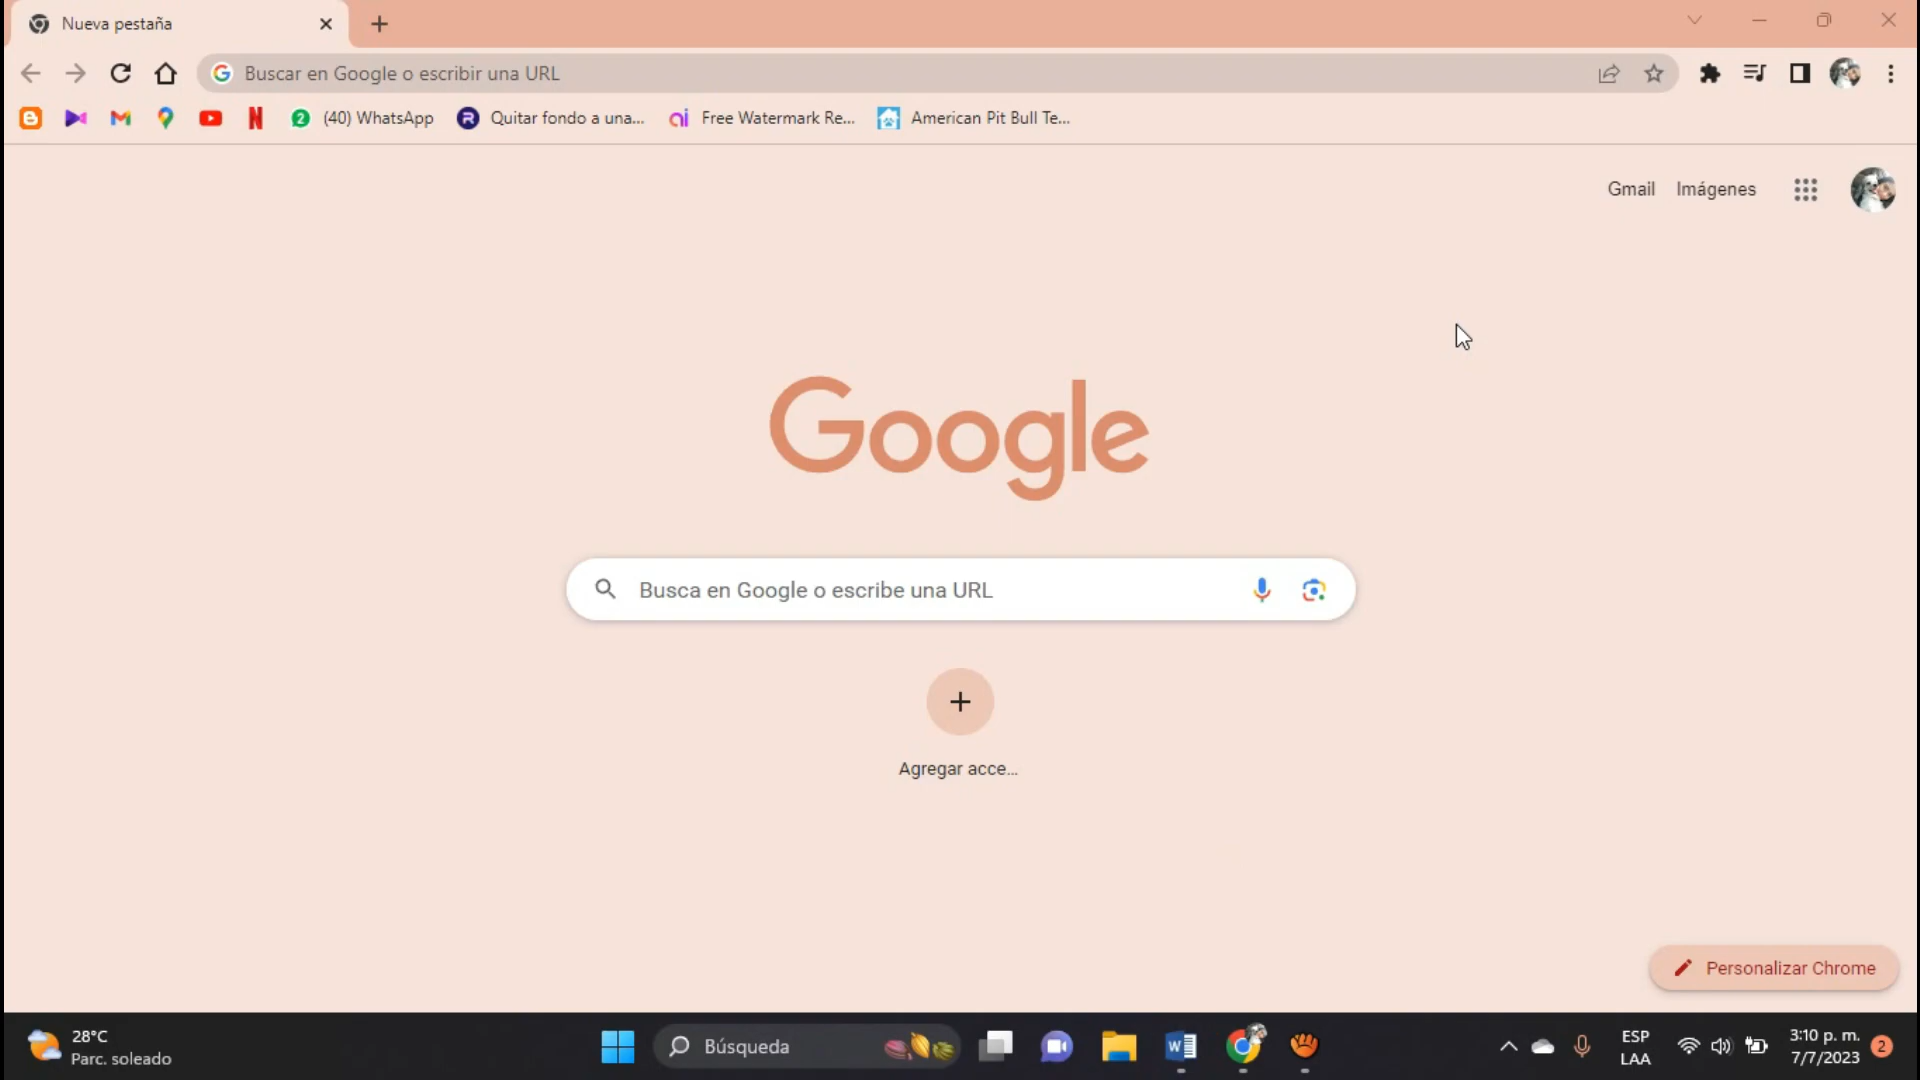 Nueva pestaña
Buscar en Google o escribir una URL
(40) WhatsApp
Quitar fondo a una...
Free Watermark Re...
American Pit Bull Te...
Gmail
Imágenes
Google
Busca en Google o escribe una URL
Agregar acce...
Personalizar Chrome
28°C
Parc. soleado
Búsqueda
ESP
LAA
3:10 p. m.
7/7/2023
2